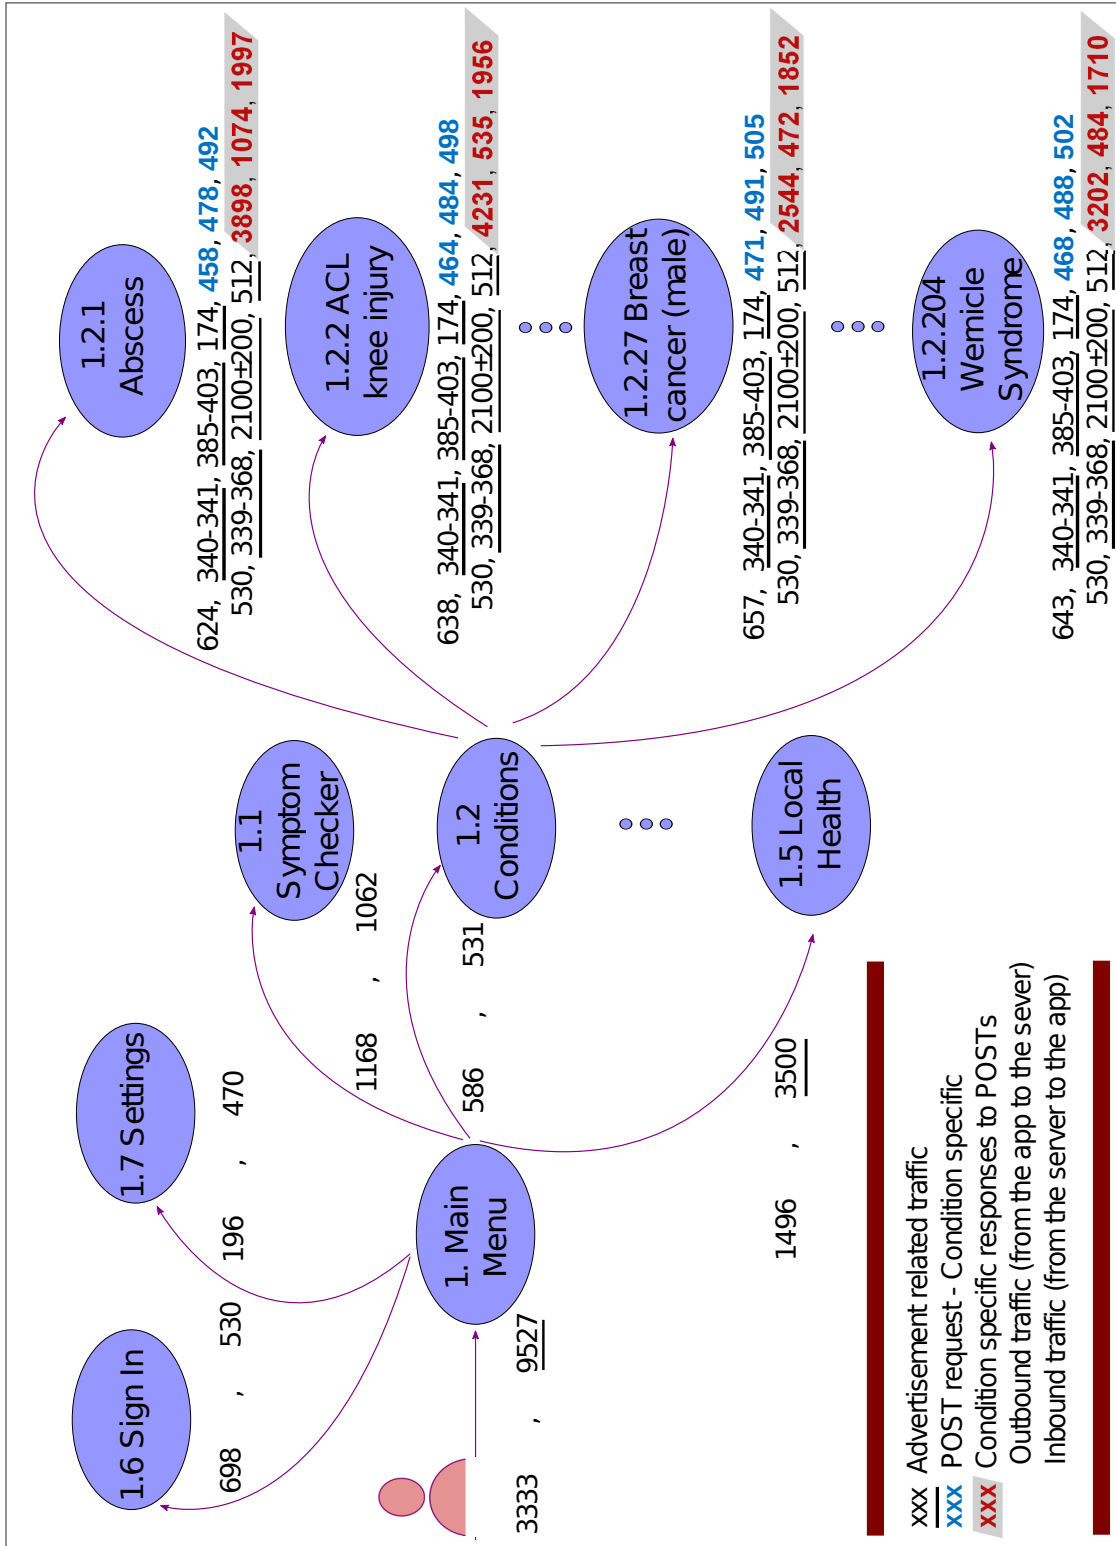 1.6 Sign In
698 , 530
1.7 Settings
196 , 470
1. Main
Menu
3333 , 9527
1.1
Symptom
Checker
1168 , 1062
1.2
Conditions
586 , 531
1.5 Local
Health
1496 , 3500
1.2.1
Abscess
624, 340-341, 385-403, 174, 458, 478, 492
530, 339-368, 2100±200, 512, 3898, 1074, 1997
1.2.2 ACL
knee injury
638, 340-341, 385-403, 174, 464, 484, 498
530, 339-368, 2100±200, 512, 4231, 535, 1956
1.2.27 Breast
cancer (male)
657, 340-341, 385-403, 174, 471, 491, 505
530, 339-368, 2100±200, 512, 2544, 472, 1852
1.2.204
Wernicle
Syndrome
643, 340-341, 385-403, 174, 468, 488, 502
530, 339-368, 2100±200, 512, 3202, 484, 1710
xxx Advertisement related traffic
xxx POST request - Condition specific
xxx Condition specific responses to POSTs
Outbound traffic (from the app to the sever)
Inbound traffic (from the server to the app)